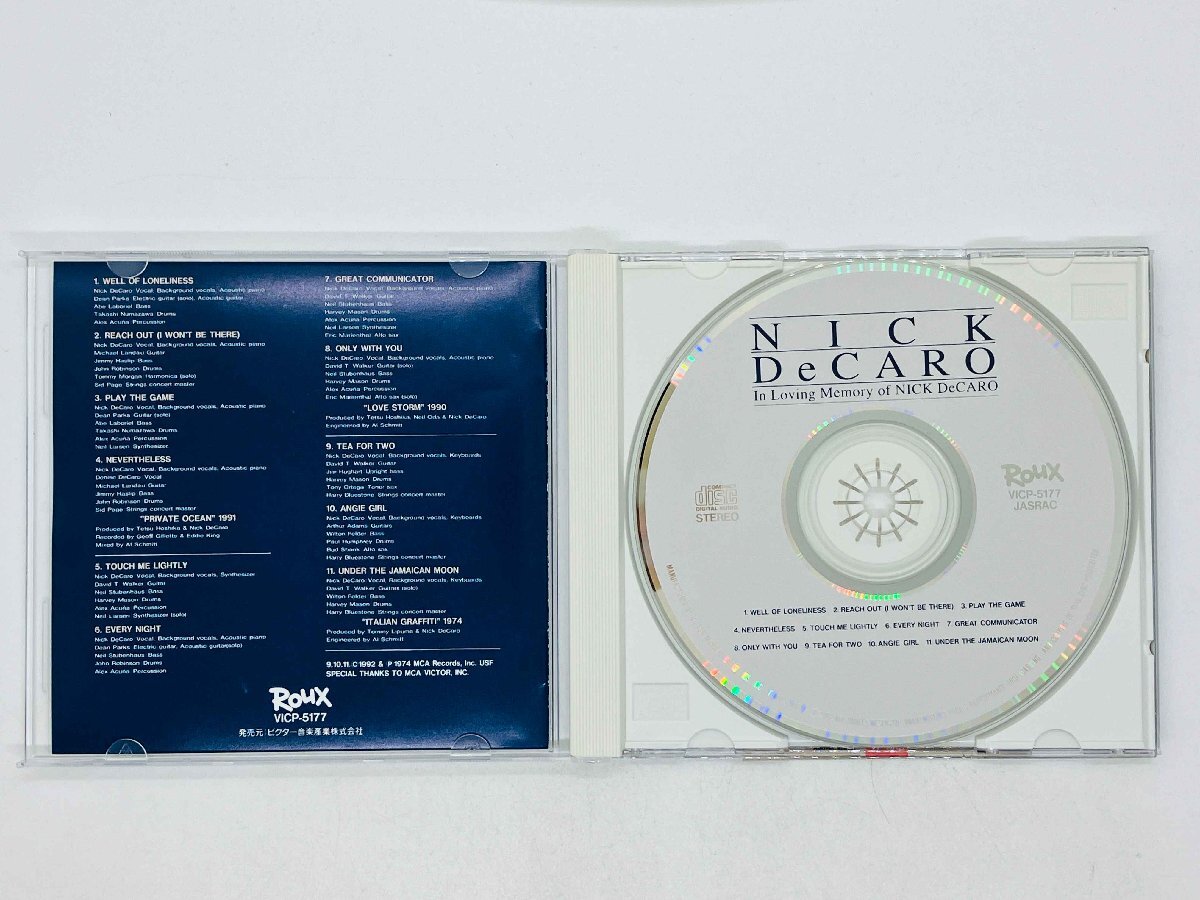 1. WELL OF LONELINESS
Nick DeCaro Vocal, Background vocals, Acoustic piano
Dean Parks Electric guitar (solo), Acoustic guitar
Abe Laboriel Bass
Takashi Numazawa Drums
Alex Acuña Percussion
2. REACH OUT (I WON'T BE THERE)
Nick DeCaro Vocal, Background vocals, Acoustic piano
Michael Landau Guitar
Jimmy Haslip Bass
John Robinson Drums
Tommy Morgan Harmonica (solo)
Sid Page Strings concert master
3. PLAY THE GAME
Nick DeCaro Vocal, Background vocals, Acoustic piano
Dean Parks Guitar (solo)
Abe Laboriel Bass
Takashi Numazawa Drums
Alex Acuña Percussion
Neil Larsen Synthesizer
4. NEVERTHELESS
Nick DeCaro Vocal, Background vocals, Acoustic piano
Denise DeCaro Vocal
Michael Landau Guitar
Jimmy Haslip Bass
John Robinson Drums
Sid Page Strings concert master
"PRIVATE OCEAN" 1991
Produced by Tetsu Hoshika & Nick DeCaro
Recorded by Geoff Gillette & Eddie King
Mixed by Al Schmitt
5. TOUCH ME LIGHTLY
Nick DeCaro Vocal, Background vocals, Synthesizer
David T. Walker Guitar
Neil Stubenhaus Bass
Harvey Mason Drums
Alex Acuña Percussion
Neil Larsen Synthesizer (solo)
6. EVERY NIGHT
Nick DeCaro Vocal, Background vocals, Acoustic piano
Dean Parks Electric guitar, Acoustic guitar(solo)
Neil Stubenhaus Bass
John Robinson Drums
Alex Acuña Percussion
7. GREAT COMMUNICATOR
Nick DeCaro Vocal, Background vocals, Acoustic piano
David T. Walker Guitar
Neil Stubenhaus Bass
Harvey Mason Drums
Alex Acuña Percussion
Neil Larsen Synthesizer
Eric Marienthal Alto sax
8. ONLY WITH YOU
Nick DeCaro Vocal, Background vocals, Acoustic piano
David T. Walker Guitar (solo)
Neil Stubenhaus Bass
Harvey Mason Drums
Alex Acuña Percussion
Eric Marienthal Alto sax (solo)
"LOVE STORM" 1990
Produced by Tetsu Hoshika, Neil Oda & Nick DeCaro
Engineered by Al Schmitt
9. TEA FOR TWO
Nick DeCaro Vocal, Background vocals, Keyboards
David T. Walker Guitar
Jim Hughart Upright bass
Harvey Mason Drums
Tony Ortega Tenor sax
Harry Bluestone Strings concert master
10. ANGIE GIRL
Nick DeCaro Vocal, Background vocals, Keyboards
Arthur Adams Guitars
Wilton Felder Bass
Paul Humphrey Drums
Bud Shank Alto sax
Harry Bluestone Strings concert master
11. UNDER THE JAMAICAN MOON
Nick DeCaro Vocal, Background vocals, Keyboards
David T. Walker Guitars (solo)
Wilton Felder Bass
Harvey Mason Drums
Harry Bluestone Strings concert master
"ITALIAN GRAFFITI" 1974
Produced by Tommy Lipuma & Nick DeCaro
Engineered by Al Schmitt
9.10.11:©1992 & ℗1974 MCA Records, Inc. USF
SPECIAL THANKS TO MCA VICTOR, INC.
RouX
VICP-5177
発売元:ビクター音楽産業株式会社
NICK
DeCARO
In Loving Memory of NICK DeCARO
COMPACT
disc
DIGITAL AUDIO
STEREO
RouX
VICP-5177
JASRAC
1. WELL OF LONELINESS 2. REACH OUT (I WON'T BE THERE) 3. PLAY THE GAME
4. NEVERTHELESS 5. TOUCH ME LIGHTLY 6. EVERY NIGHT 7. GREAT COMMUNICATOR
8. ONLY WITH YOU 9. TEA FOR TWO 10. ANGIE GIRL 11. UNDER THE JAMAICAN MOON